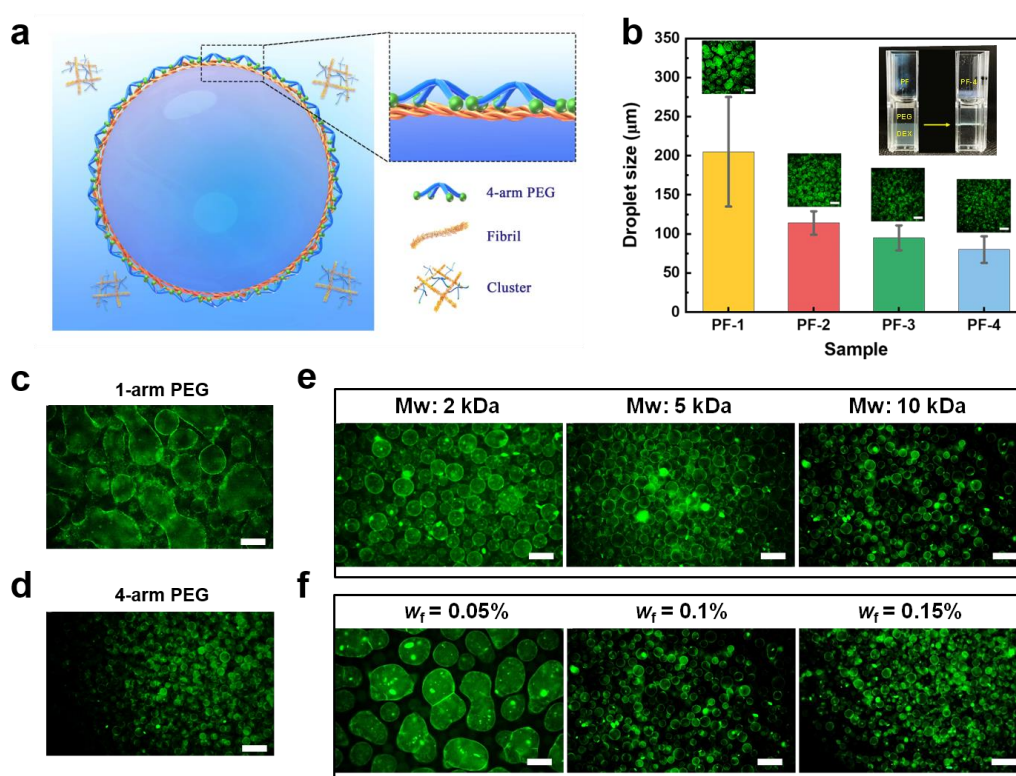 a
4-arm PEG
Fibril
Cluster
b
350
300
250
200
150
100
50
0
Droplet size (μm)
PF
PEG
DEX
PF-4
PF-1
PF-2
PF-3
PF-4
Sample
c
1-arm PEG
d
4-arm PEG
e
Mw: 2 kDa
Mw: 5 kDa
Mw: 10 kDa
f
wf = 0.05%
wf = 0.1%
wf = 0.15%